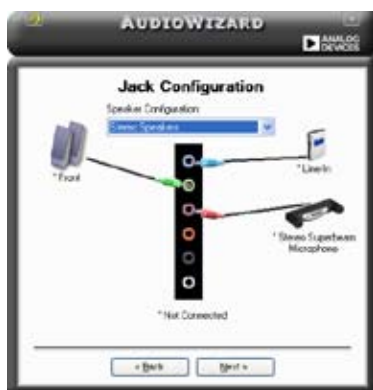 AUDIOWIZARD
ANALOG
DEVICES
Jack Configuration
Speaker Configuration:
Stereo Speakers
* Front
* Line-In
* Stereo Superbeam
Microphone
* Not Connected
< Back
Next >